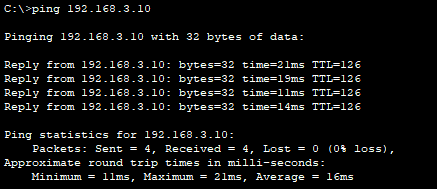 C:\>ping 192.168.3.10
Pinging 192.168.3.10 with 32 bytes of data:
Reply from 192.168.3.10: bytes=32 time=21ms TTL=126
Reply from 192.168.3.10: bytes=32 time=19ms TTL=126
Reply from 192.168.3.10: bytes=32 time=11ms TTL=126
Reply from 192.168.3.10: bytes=32 time=14ms TTL=126
Ping statistics for 192.168.3.10:
Packets: Sent = 4, Received = 4, Lost = 0 (0% loss),
Approximate round trip times in milli-seconds:
Minimum = 11ms, Maximum = 21ms, Average = 16ms